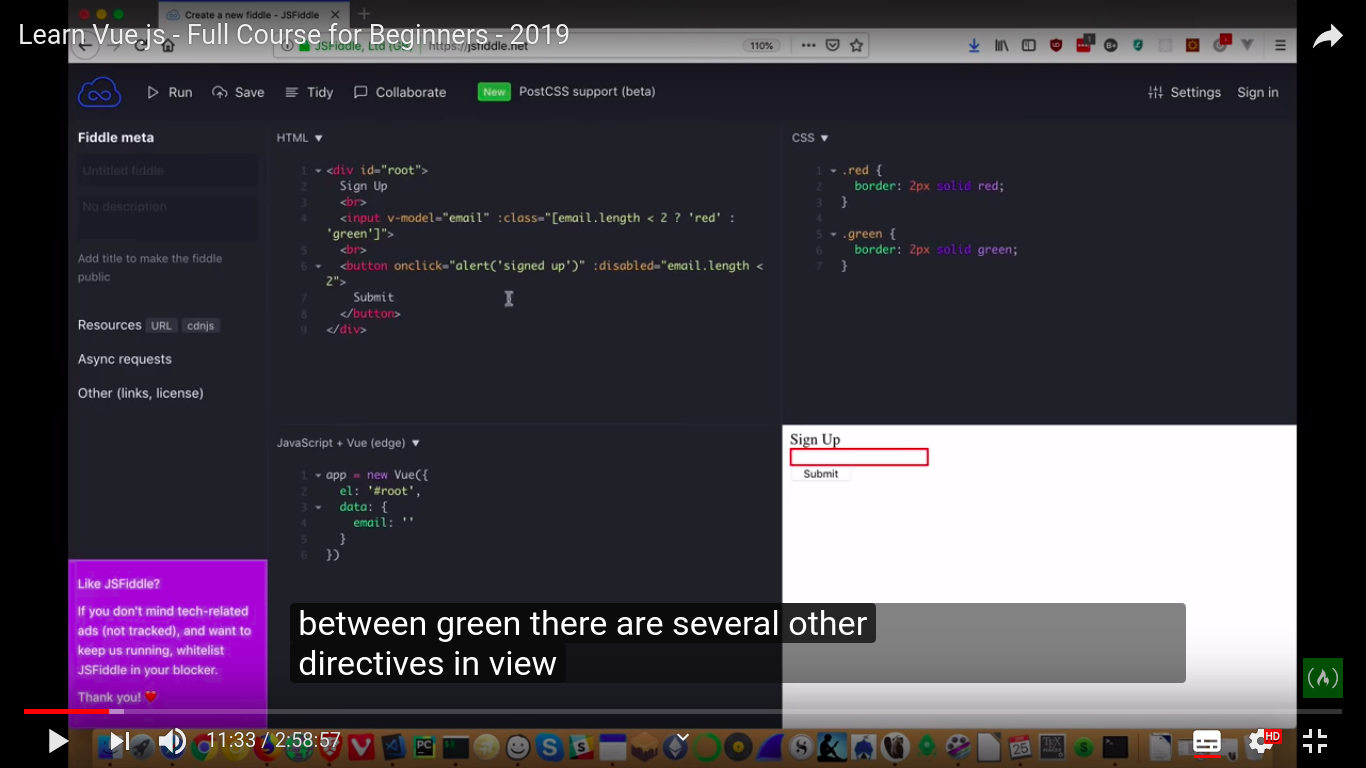 Create a new fiddle - JSFiddle
Learn Vue.js - Full Course for Beginners - 2019
JSFiddle, Ltd (GB) https://jsfiddle.net 110%
Run Save Tidy Collaborate New PostCSS support (beta) Settings Sign in
Fiddle meta
Untitled fiddle
No description
Add title to make the fiddle
public
Resources URL cdnjs
Async requests
Other (links, license)
HTML ▼
1 <div id="root">
2 Sign Up
3 <br>
4 <input v-model="email" :class="[email.length < 2 ? 'red' :
'green']">
5 <br>
6 <button onclick="alert('signed up')" :disabled="email.length <
2">
7 Submit
8 </button>
9 </div>
CSS ▼
1 .red {
2 border: 2px solid red;
3 }
4
5 .green {
6 border: 2px solid green;
7 }
JavaScript + Vue (edge) ▼
1 app = new Vue({
2 el: '#root',
3 data: {
4 email: ''
5 }
6 })
Sign Up
Submit
Like JSFiddle?
If you don't mind tech-related
ads (not tracked), and want to
keep us running, whitelist
JSFiddle in your blocker.
Thank you! ❤
between green there are several other
directives in view
11:33 / 2:58:57
HD